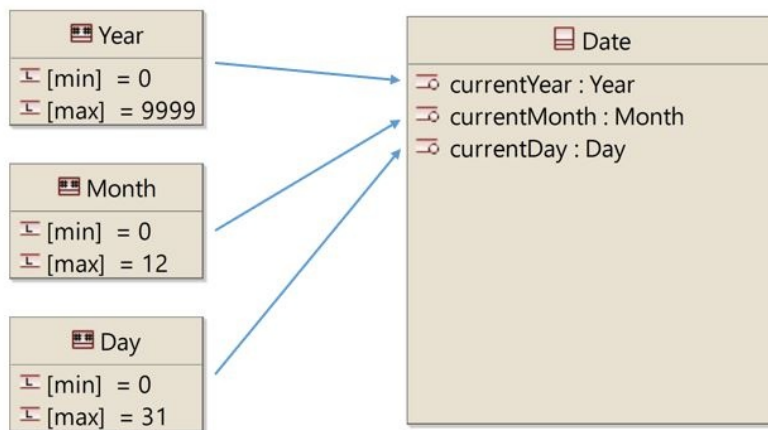 Year
[min] = 0
[max] = 9999
Month
[min] = 0
[max] = 12
Day
[min] = 0
[max] = 31
Date
currentYear : Year
currentMonth : Month
currentDay : Day